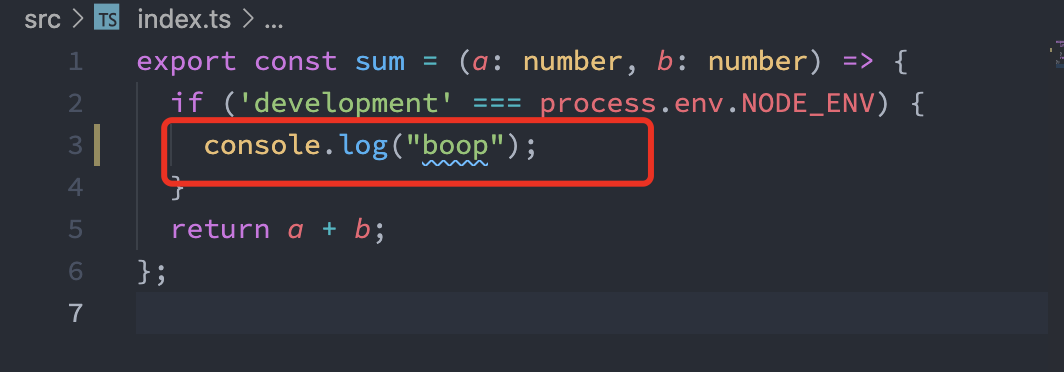 src > TS index.ts > ...
1 export const sum = (a: number, b: number) => {
2 if ('development' === process.env.NODE_ENV) {
3 console.log("boop");
4 }
5 return a + b;
6 };
7